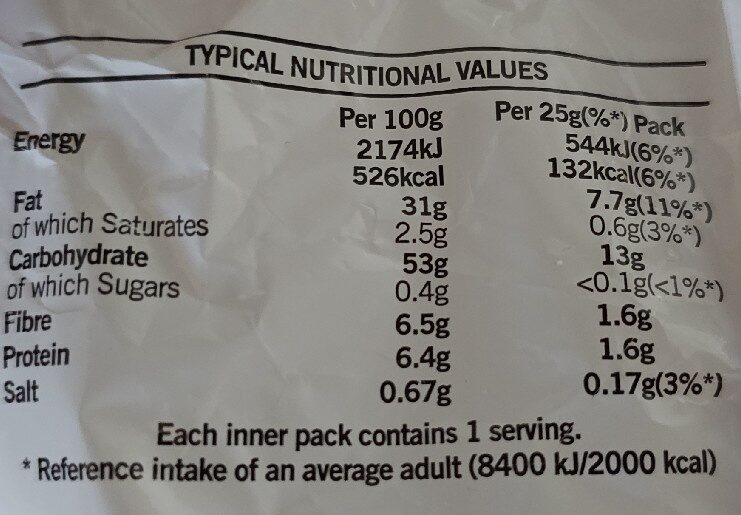 TYPICAL NUTRITIONAL VALUES
Per 100g Per 25g(%*) Pack
Energy 2174kJ 544kJ(6%*)
526kcal 132kcal(6%*)
Fat 31g 7.7g(11%*)
of which Saturates 2.5g 0.6g(3%*)
Carbohydrate 53g 13g
of which Sugars 0.4g <0.1g(<1%*)
Fibre 6.5g 1.6g
Protein 6.4g 1.6g
Salt 0.67g 0.17g(3%*)
Each inner pack contains 1 serving.
* Reference intake of an average adult (8400 kJ/2000 kcal)